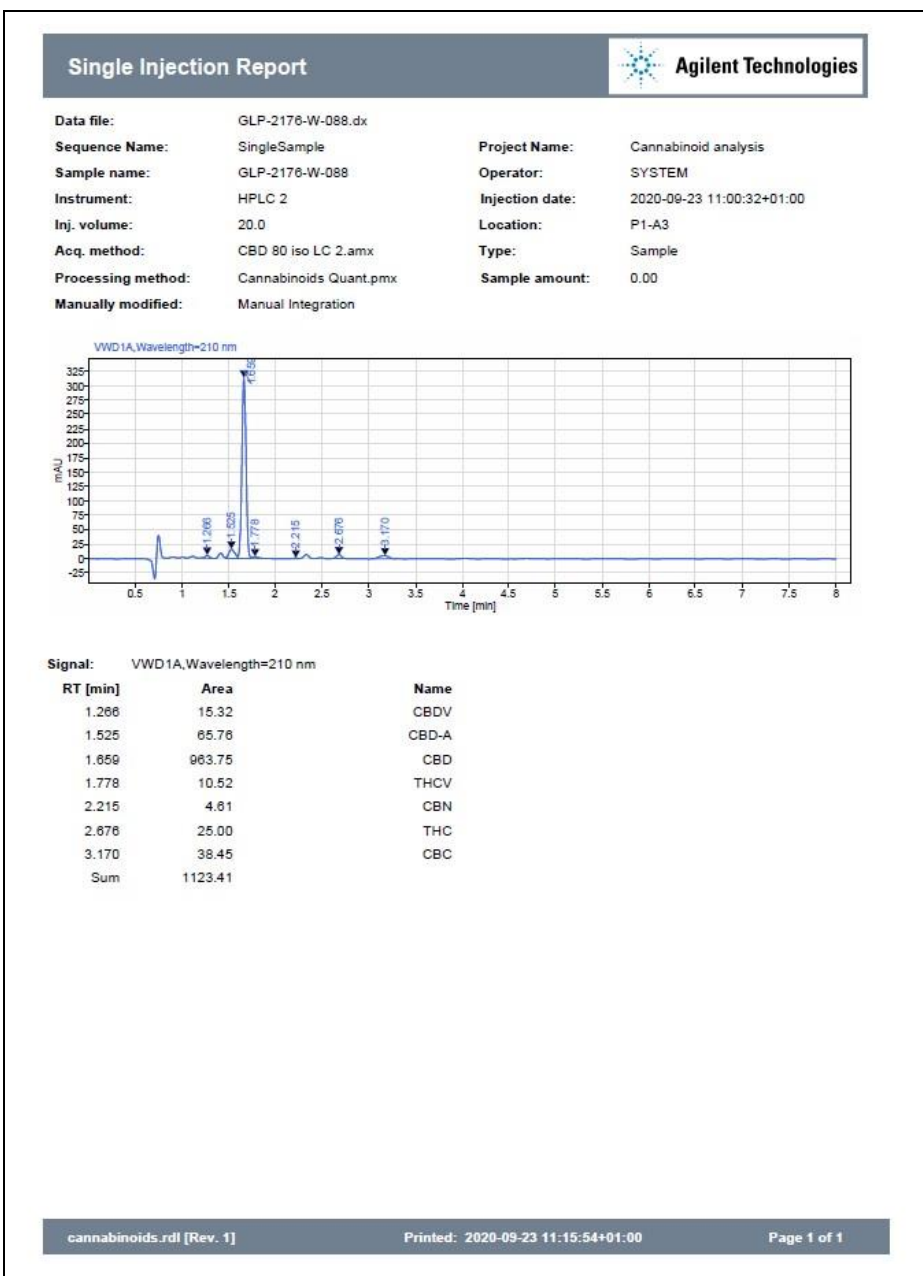 Single Injection Report
Agilent Technologies
Data file: GLP-2176-W-088.dx
Sequence Name: SingleSample Project Name: Cannabinoid analysis
Sample name: GLP-2176-W-088 Operator: SYSTEM
Instrument: HPLC 2 Injection date: 2020-09-23 11:00:32+01:00
Inj. volume: 20.0 Location: P1-A3
Acq. method: CBD 80 iso LC 2.amx Type: Sample
Processing method: Cannabinoids Quant.pmx Sample amount: 0.00
Manually modified: Manual Integration
VWD1A,Wavelength=210 nm
325
300
275
250
225
200
175
150
125
100
75
50
25
0
-25
mAU
1.266
1.525
1.659
1.778
2.215
2.676
3.170
0.5 1 1.5 2 2.5 3 3.5 4 4.5 5 5.5 6 6.5 7 7.5 8
Time [min]
Signal: VWD1A,Wavelength=210 nm
RT [min] Area Name
1.266 15.32 CBDV
1.525 65.76 CBD-A
1.659 963.75 CBD
1.778 10.52 THCV
2.215 4.61 CBN
2.676 25.00 THC
3.170 38.45 CBC
Sum 1123.41
cannabinoids.rdl [Rev. 1] Printed: 2020-09-23 11:15:54+01:00 Page 1 of 1